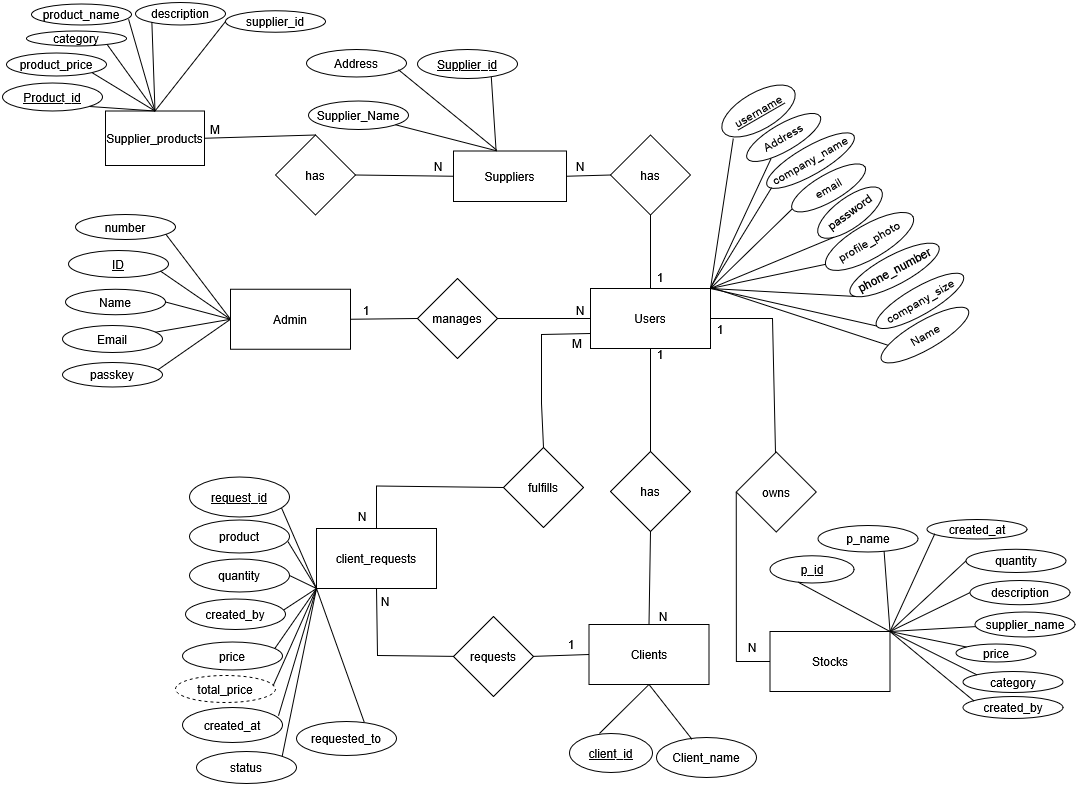 product_name
description
supplier_id
category
product_price
Product_id
Supplier_products
M
has
N
Address
Supplier_id
Supplier_Name
Suppliers
N
has
1
username
Address
company_name
email
password
profile_photo
phone_number
company_size
Name
number
ID
Name
Email
passkey
Admin
1
manages
N
Users
M
1
1
fulfills
has
owns
request_id
product
quantity
created_by
price
total_price
created_at
status
requested_to
N
client_requests
N
requests
1
N
Clients
client_id
Client_name
N
Stocks
p_id
p_name
created_at
quantity
description
supplier_name
price
category
created_by